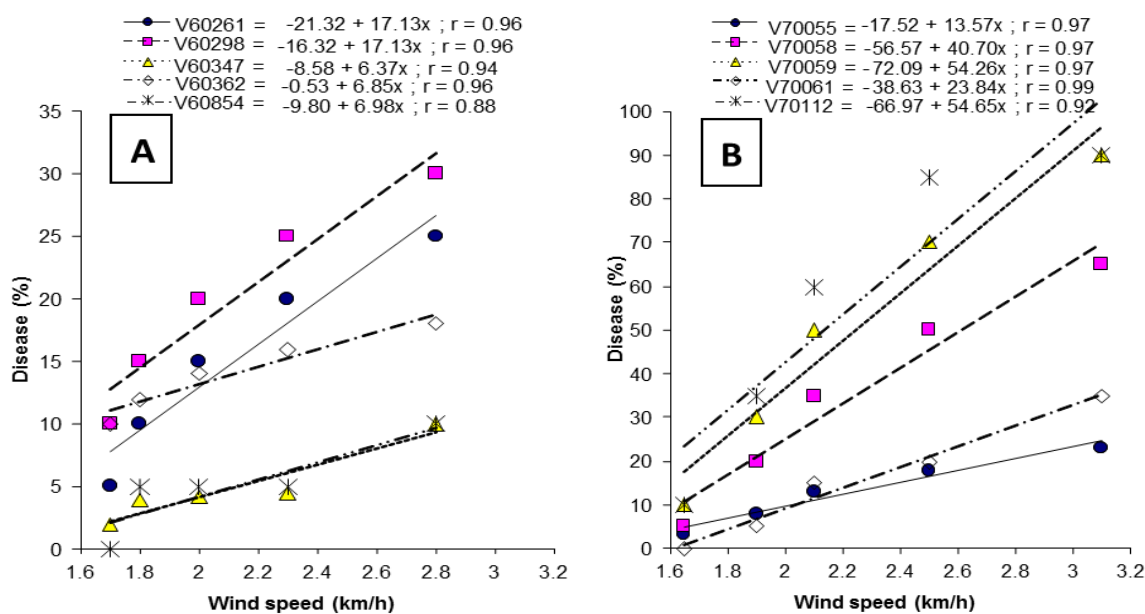 V60261 = -21.32 + 17.13x ; r = 0.96
V60298 = -16.32 + 17.13x ; r = 0.96
V60347 = -8.58 + 6.37x ; r = 0.94
V60362 = -0.53 + 6.85x ; r = 0.96
V60854 = -9.80 + 6.98x ; r = 0.88
A
35
30
25
20
15
10
5
0
Disease (%)
1.6 1.8 2 2.2 2.4 2.6 2.8 3 3.2
Wind speed (km/h)
V70055 = -17.52 + 13.57x ; r = 0.97
V70058 = -56.57 + 40.70x ; r = 0.97
V70059 = -72.09 + 54.26x ; r = 0.97
V70061 = -38.63 + 23.84x ; r = 0.99
V70112 = -66.97 + 54.65x ; r = 0.92
B
100
90
80
70
60
50
40
30
20
10
0
Disease (%)
1.6 1.8 2 2.2 2.4 2.6 2.8 3 3.2
Wind speed (km/h)